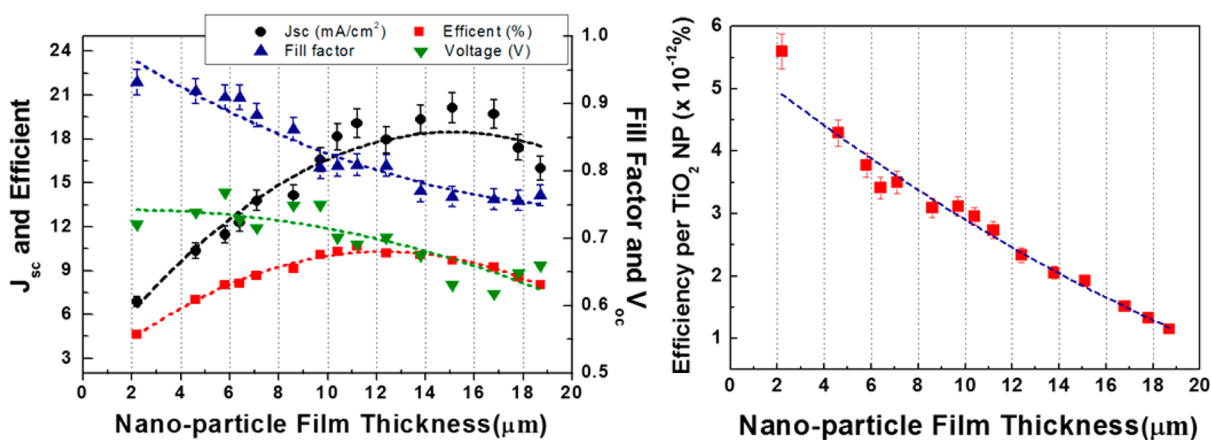 Jsc (mA/cm²) Efficent (%)
Fill factor Voltage (V)
24
21
18
15
12
9
6
3
J_sc and Efficient
1.0
0.9
0.8
0.7
0.6
0.5
Fill Factor and V_oc
0 2 4 6 8 10 12 14 16 18 20
Nano-particle Film Thickness(μm)
6
5
4
3
2
1
Efficiency per TiO₂ NP (x 10⁻¹²%)
0 2 4 6 8 10 12 14 16 18 20
Nano-particle Film Thickness(μm)